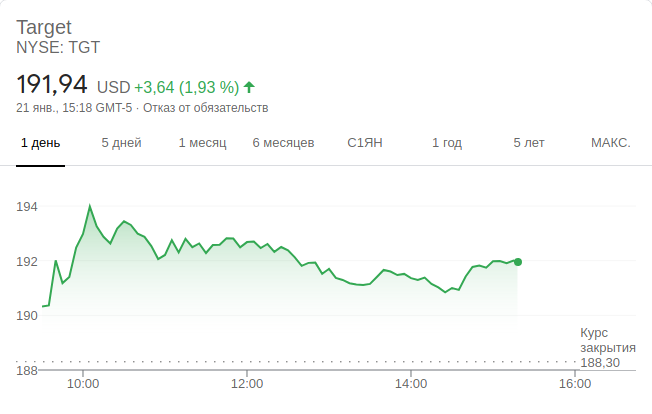 Target
NYSE: TGT
191,94 USD +3,64 (1,93 %)
21 янв., 15:18 GMT-5 · Отказ от обязательств
1 день 5 дней 1 месяц 6 месяцев С1ЯН 1 год 5 лет МАКС.
194
192
190
Курс
закрытия
188,30
188
10:00 12:00 14:00 16:00